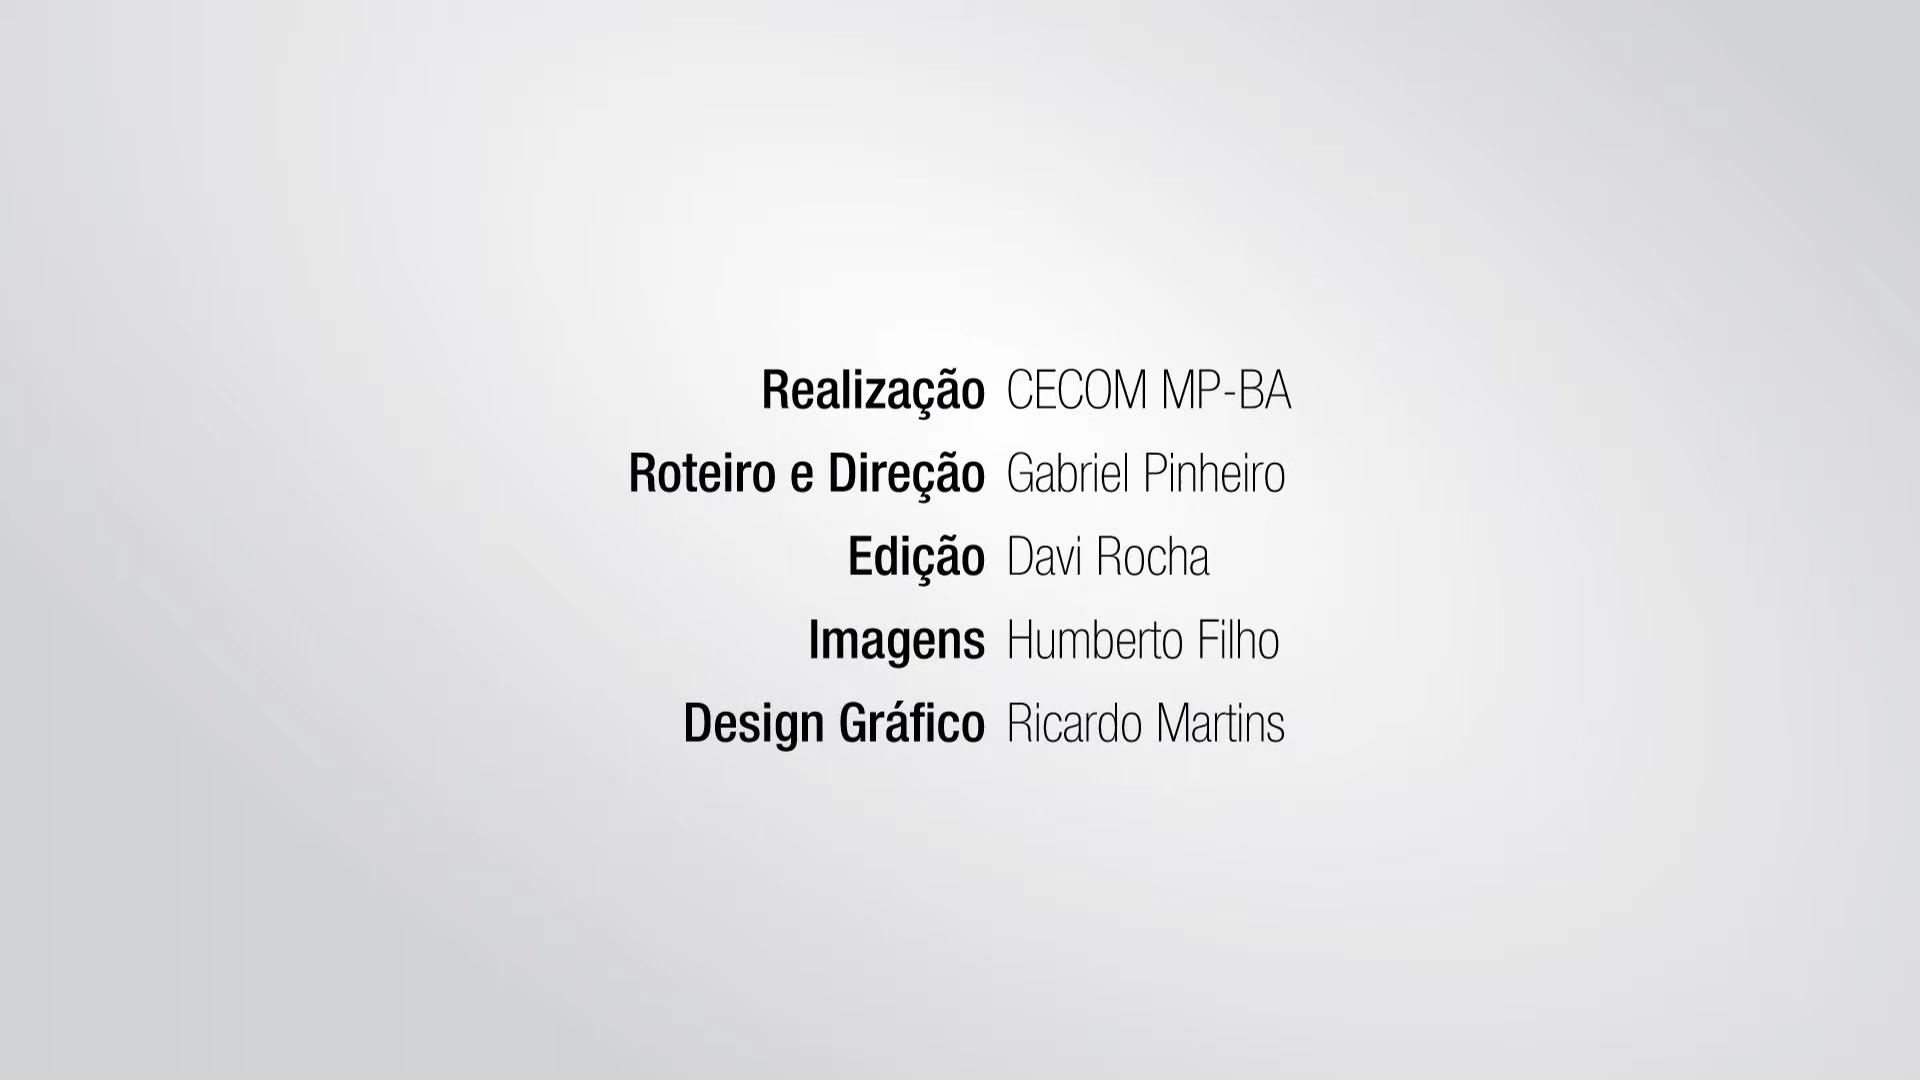 Realização CECOM MP-BA
Roteiro e Direção Gabriel Pinheiro
Edição Davi Rocha
Imagens Humberto Filho
Design Gráfico Ricardo Martins